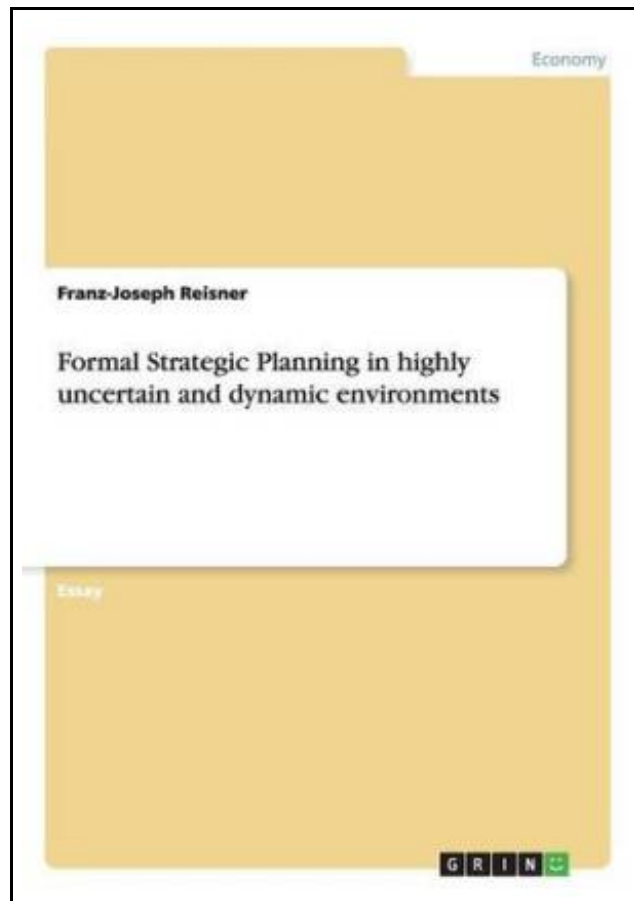 Economy
Franz-Joseph Reisner
Formal Strategic Planning in highly
uncertain and dynamic environments
Essay
GRIN